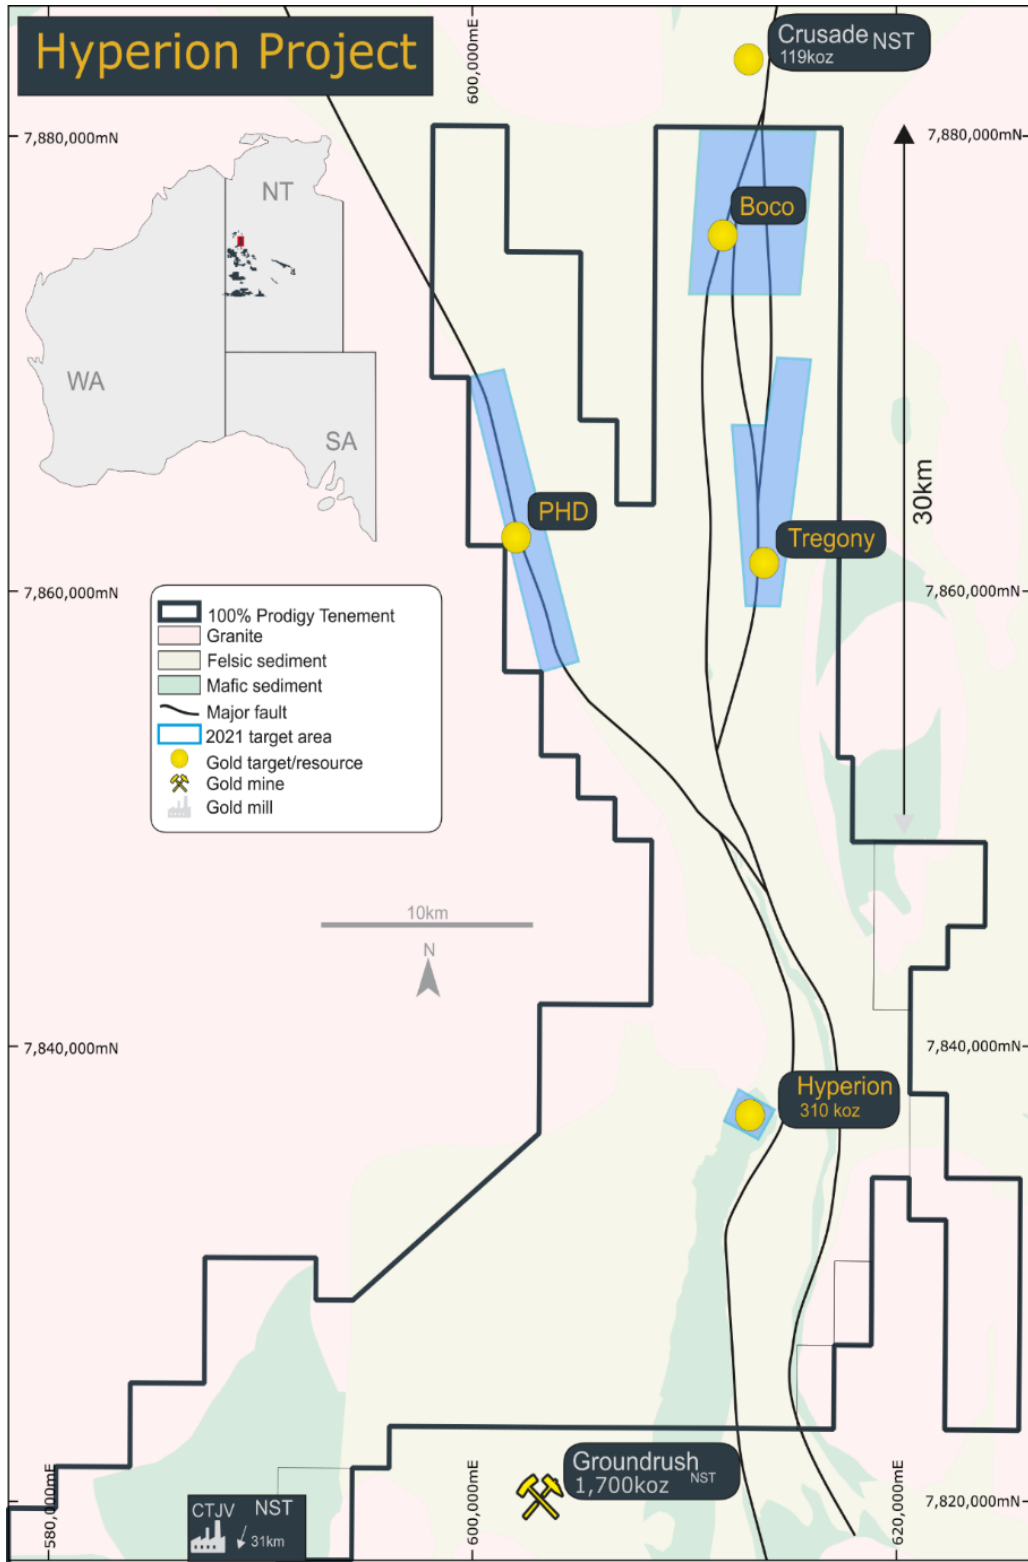 Hyperion Project
600,000mE
Crusade NST
119koz
7,880,000mN
7,880,000mN
NT
WA
SA
Boco
30km
PHD
Tregony
7,860,000mN
7,860,000mN
100% Prodigy Tenement
Granite
Felsic sediment
Mafic sediment
Major fault
2021 target area
Gold target/resource
Gold mine
Gold mill
10km
N
7,840,000mN
7,840,000mN
Hyperion
310 koz
Groundrush NST
1,700koz
580,000mE
600,000mE
620,000mE
7,820,000mN
CTJV NST
31km